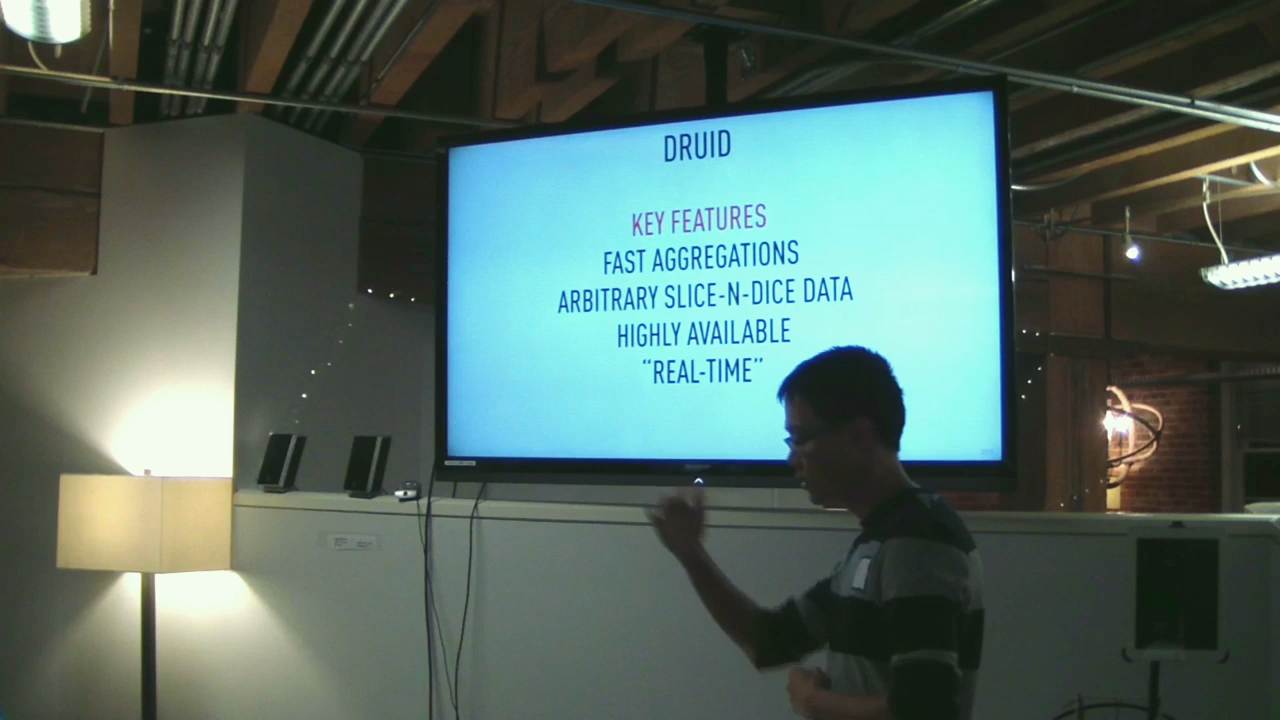 DRUID
KEY FEATURES
FAST AGGREGATIONS
ARBITRARY SLICE-N-DICE DATA
HIGHLY AVAILABLE
“REAL-TIME”